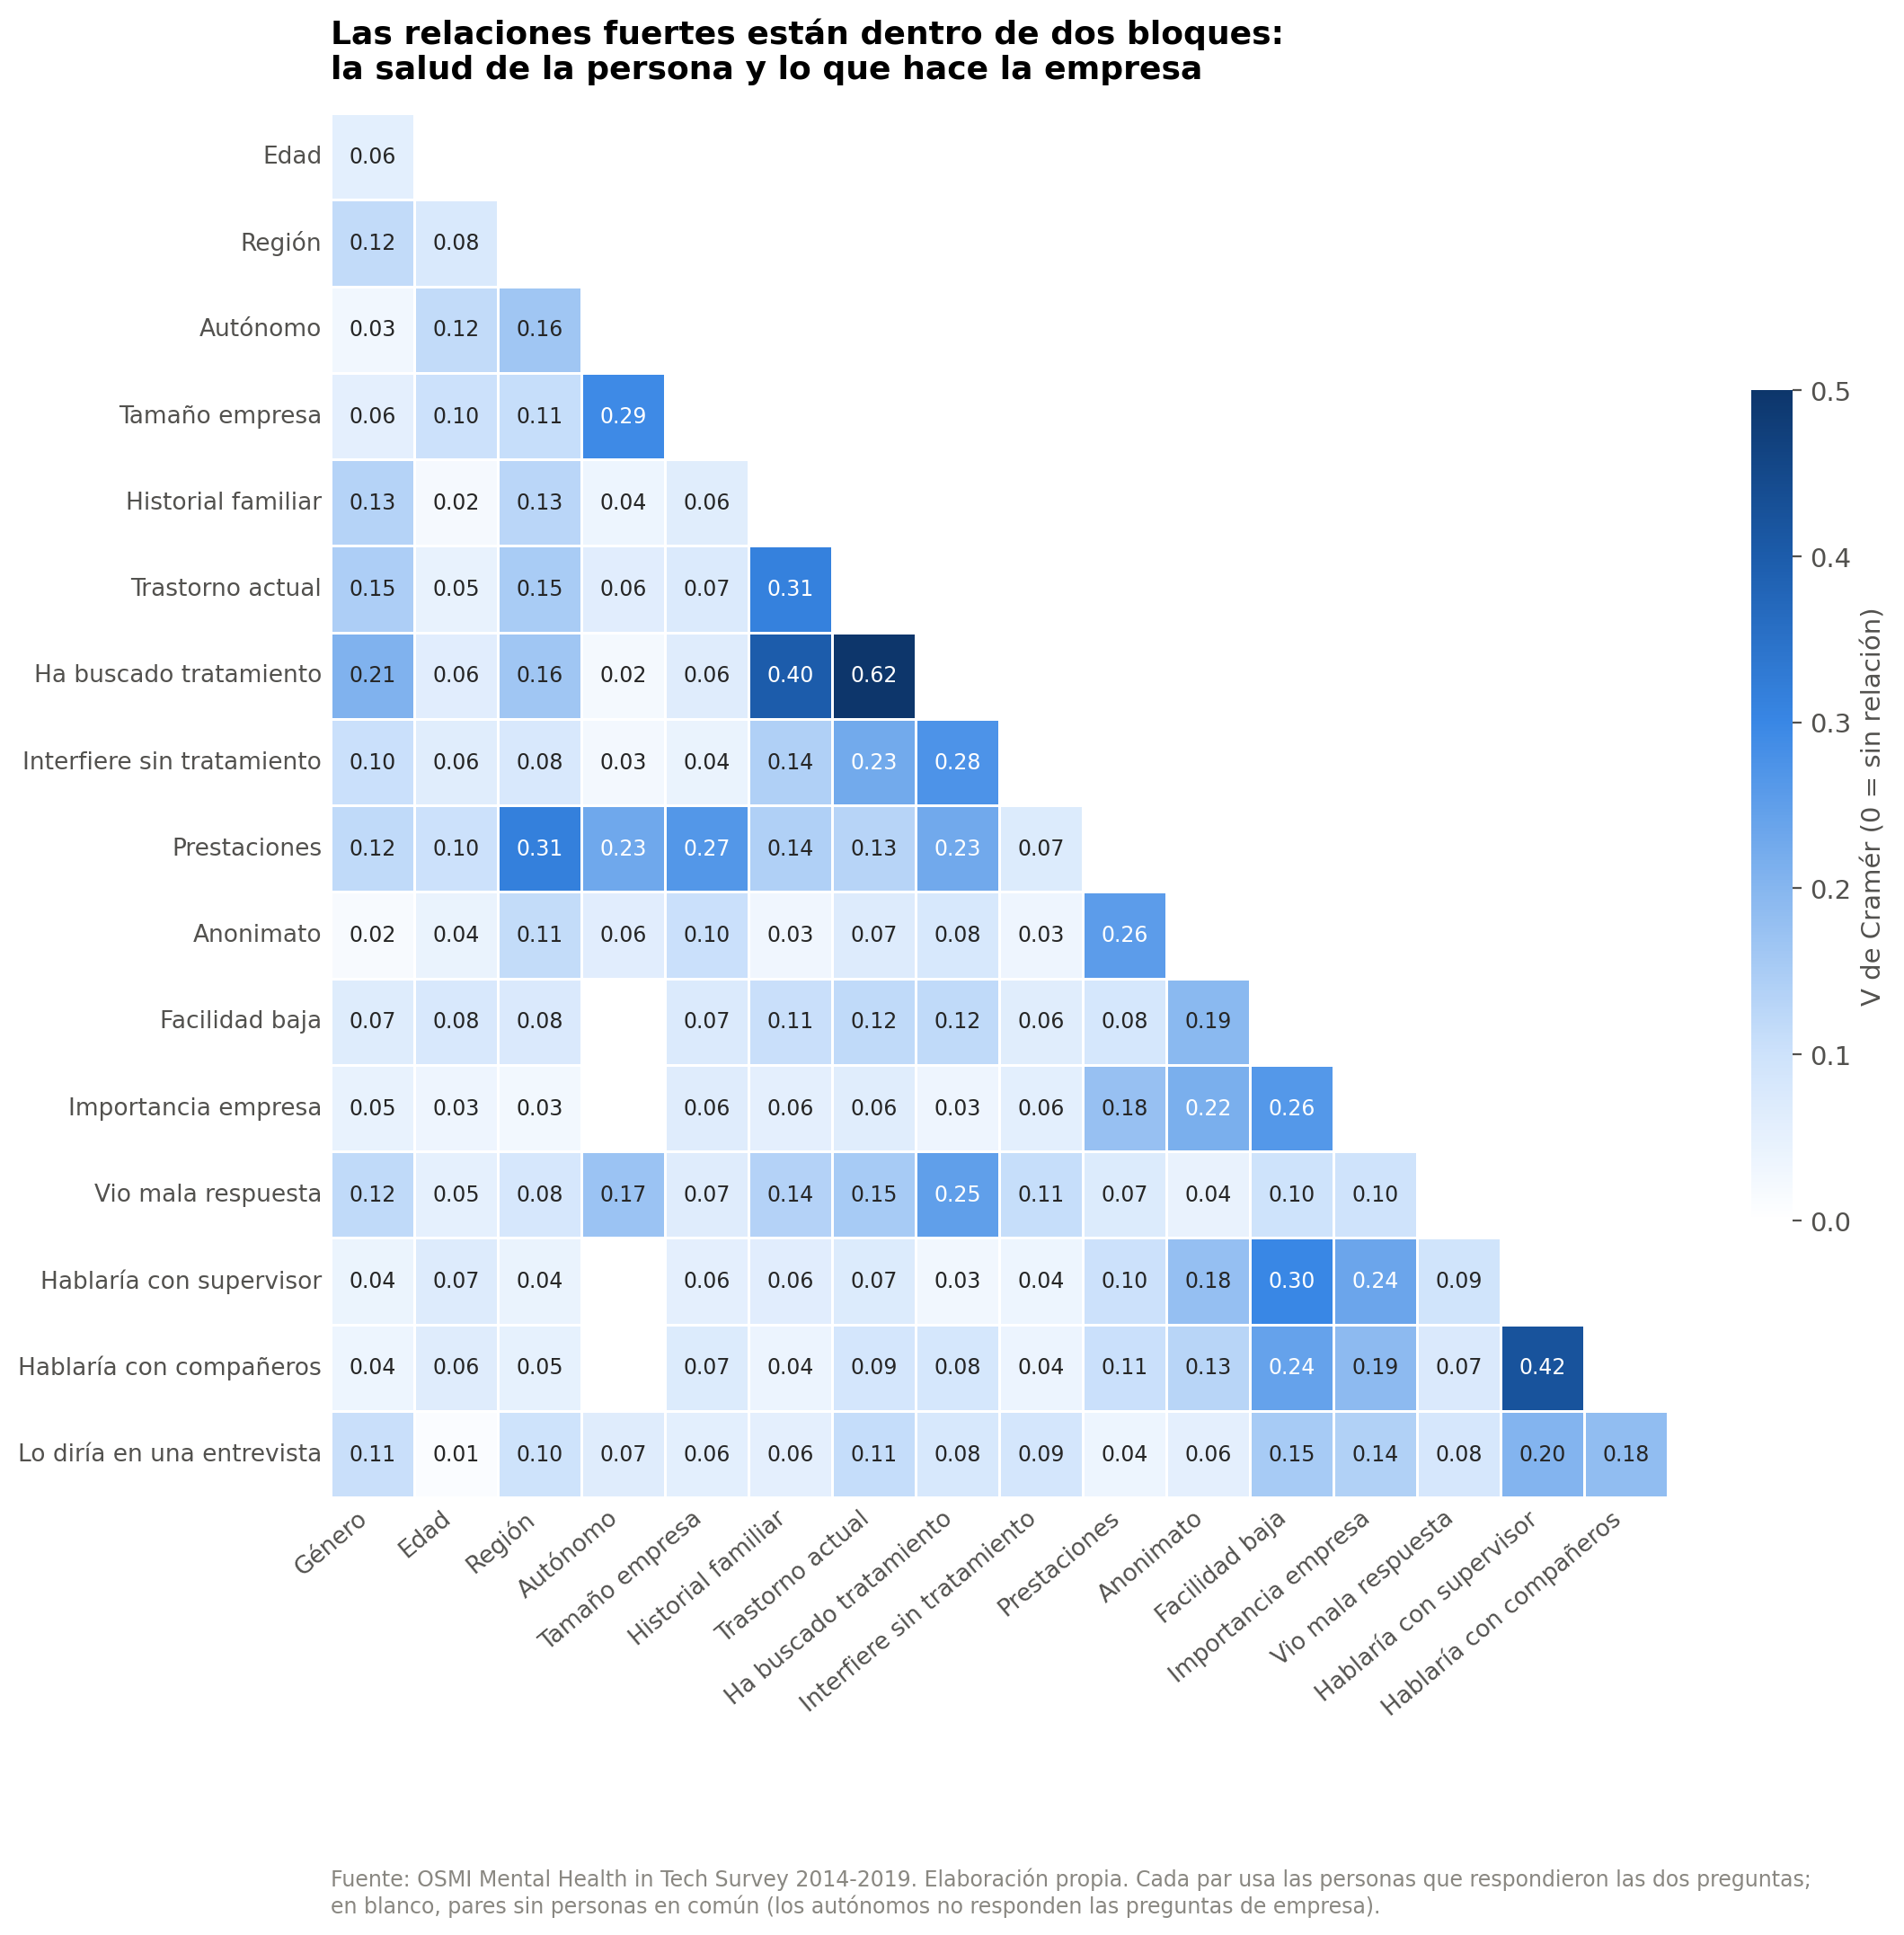 Las relaciones fuertes están dentro de dos bloques:
la salud de la persona y lo que hace la empresa
Edad 0.06
Región 0.12 0.08
Autónomo 0.03 0.12 0.16
Tamaño empresa 0.06 0.10 0.11 0.29
Historial familiar 0.13 0.02 0.13 0.04 0.06
Trastorno actual 0.15 0.05 0.15 0.06 0.07 0.31
Ha buscado tratamiento 0.21 0.06 0.16 0.02 0.06 0.40 0.62
Interfiere sin tratamiento 0.10 0.06 0.08 0.03 0.04 0.14 0.23 0.28
Prestaciones 0.12 0.10 0.31 0.23 0.27 0.14 0.13 0.23 0.07
Anonimato 0.02 0.04 0.11 0.06 0.10 0.03 0.07 0.08 0.03 0.26
Facilidad baja 0.07 0.08 0.08 0.07 0.11 0.12 0.12 0.06 0.08 0.19
Importancia empresa 0.05 0.03 0.03 0.06 0.06 0.06 0.03 0.06 0.18 0.22 0.26
Vio mala respuesta 0.12 0.05 0.08 0.17 0.07 0.14 0.15 0.25 0.11 0.07 0.04 0.10 0.10
Hablaría con supervisor 0.04 0.07 0.04 0.06 0.06 0.07 0.03 0.04 0.10 0.18 0.30 0.24 0.09
Hablaría con compañeros 0.04 0.06 0.05 0.07 0.04 0.09 0.08 0.04 0.11 0.13 0.24 0.19 0.07 0.42
Lo diría en una entrevista 0.11 0.01 0.10 0.07 0.06 0.06 0.11 0.08 0.09 0.04 0.06 0.15 0.14 0.08 0.20 0.18
Género
Edad
Región
Autónomo
Tamaño empresa
Historial familiar
Trastorno actual
Ha buscado tratamiento
Interfiere sin tratamiento
Prestaciones
Anonimato
Facilidad baja
Importancia empresa
Vio mala respuesta
Hablaría con supervisor
Hablaría con compañeros
0.5
0.4
0.3
0.2
0.1
0.0
V de Cramér (0 = sin relación)
Fuente: OSMI Mental Health in Tech Survey 2014-2019. Elaboración propia. Cada par usa las personas que respondieron las dos preguntas;
en blanco, pares sin personas en común (los autónomos no responden las preguntas de empresa).